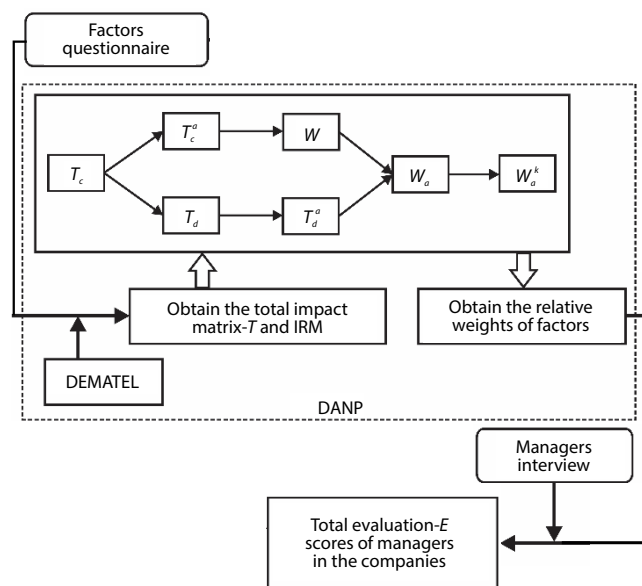 Factors
questionnaire
T_c^a
W
T_c
W_a
W_a^k
T_d
T_d^a
Obtain the total impact
matrix-T and IRM
Obtain the relative
weights of factors
DEMATEL
DANP
Managers
interview
Total evaluation-E
scores of managers
in the companies